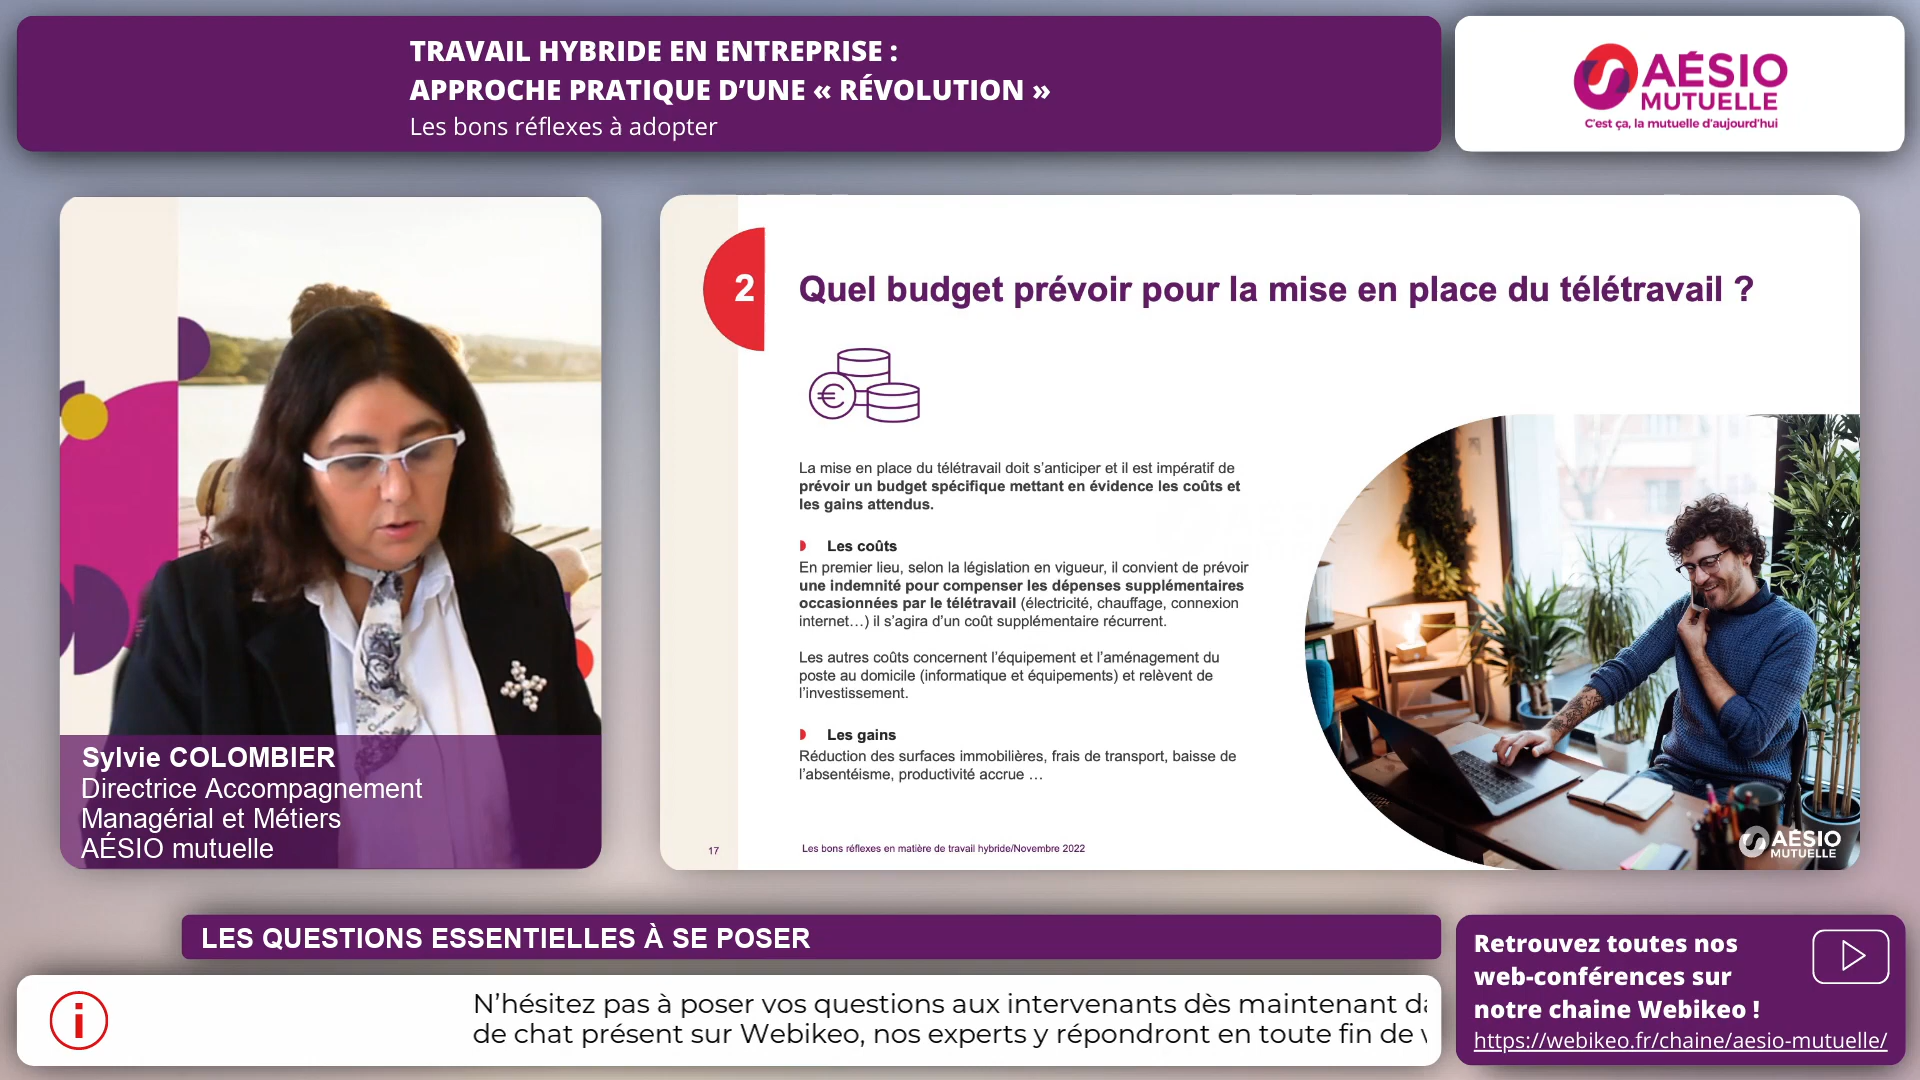 TRAVAIL HYBRIDE EN ENTREPRISE :
APPROCHE PRATIQUE D'UNE « RÉVOLUTION »
Les bons réflexes à adopter
AÉSIO
MUTUELLE
C'est ça, la mutuelle d'aujourd'hui
2
Quel budget prévoir pour la mise en place du télétravail ?
La mise en place du télétravail doit s'anticiper et il est impératif de
prévoir un budget spécifique mettant en évidence les coûts et
les gains attendus.
Les coûts
En premier lieu, selon la législation en vigueur, il convient de prévoir
une indemnité pour compenser les dépenses supplémentaires
occasionnées par le télétravail (électricité, chauffage, connexion
internet…) il s'agira d'un coût supplémentaire récurrent.
Les autres coûts concernent l'équipement et l'aménagement du
poste au domicile (informatique et équipements) et relèvent de
l'investissement.
Les gains
Réduction des surfaces immobilières, frais de transport, baisse de
l'absentéisme, productivité accrue …
17
Les bons réflexes en matière de travail hybride/Novembre 2022
AÉSIO
MUTUELLE
Sylvie COLOMBIER
Directrice Accompagnement
Managérial et Métiers
AÉSIO mutuelle
LES QUESTIONS ESSENTIELLES À SE POSER
N'hésitez pas à poser vos questions aux intervenants dès maintenant
de chat présent sur Webikeo, nos experts y répondront en toute fin de
Retrouvez toutes nos
web-conférences sur
notre chaine Webikeo !
https://webikeo.fr/chaine/aesio-mutuelle/